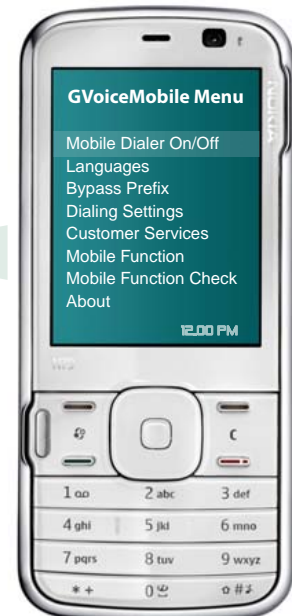 NOKIA
GVoiceMobile Menu
Mobile Dialer On/Off
Languages
Bypass Prefix
Dialing Settings
Customer Services
Mobile Function
Mobile Function Check
About
12.00 PM
N79
C
1 2 abc 3 def
4 ghi 5 jkl 6 mno
7 pqrs 8 tuv 9 wxyz
* + 0 #